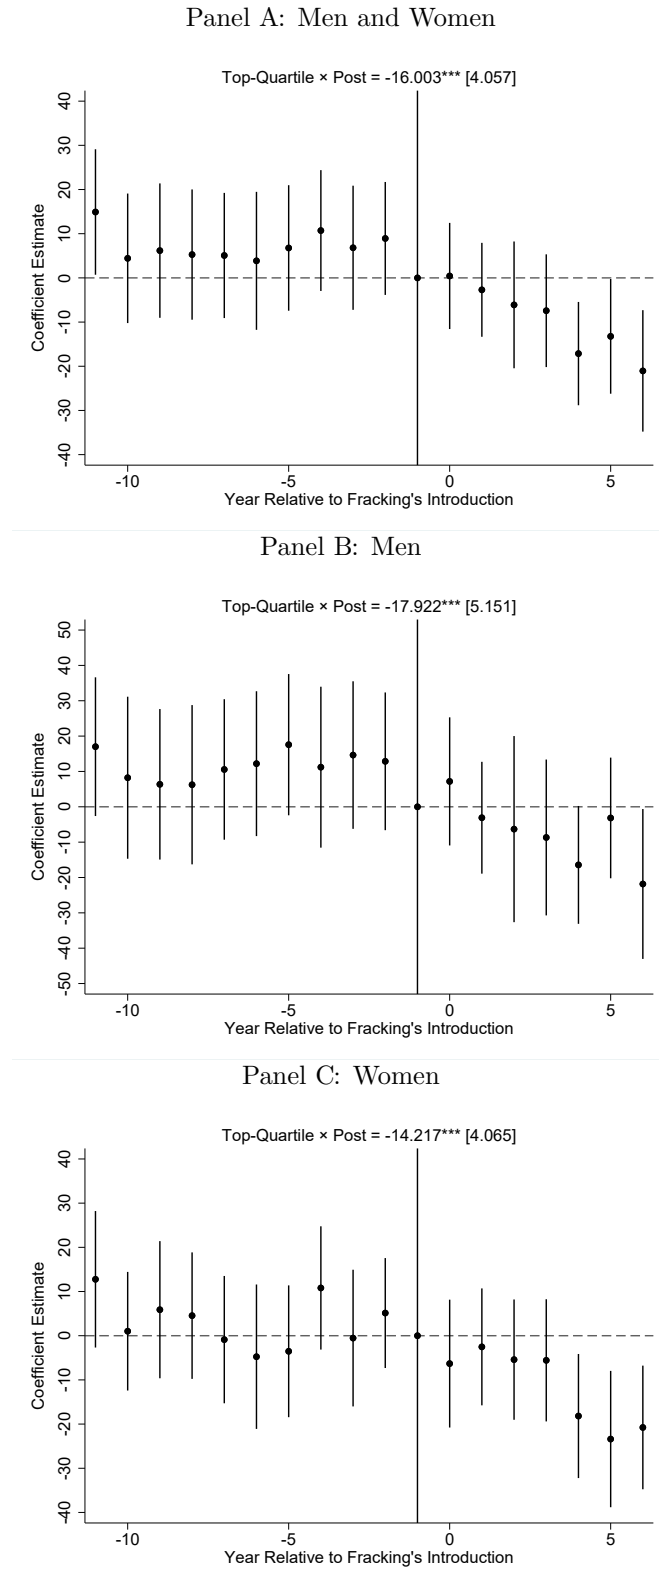 Panel A: Men and Women
Top-Quartile × Post = -16.003*** [4.057]
Coefficient Estimate
40
30
20
10
0
-10
-20
-30
-40
-10 -5 0 5
Year Relative to Fracking's Introduction
Panel B: Men
Top-Quartile × Post = -17.922*** [5.151]
Coefficient Estimate
50
40
30
20
10
0
-10
-20
-30
-40
-50
-10 -5 0 5
Year Relative to Fracking's Introduction
Panel C: Women
Top-Quartile × Post = -14.217*** [4.065]
Coefficient Estimate
40
30
20
10
0
-10
-20
-30
-40
-10 -5 0 5
Year Relative to Fracking's Introduction